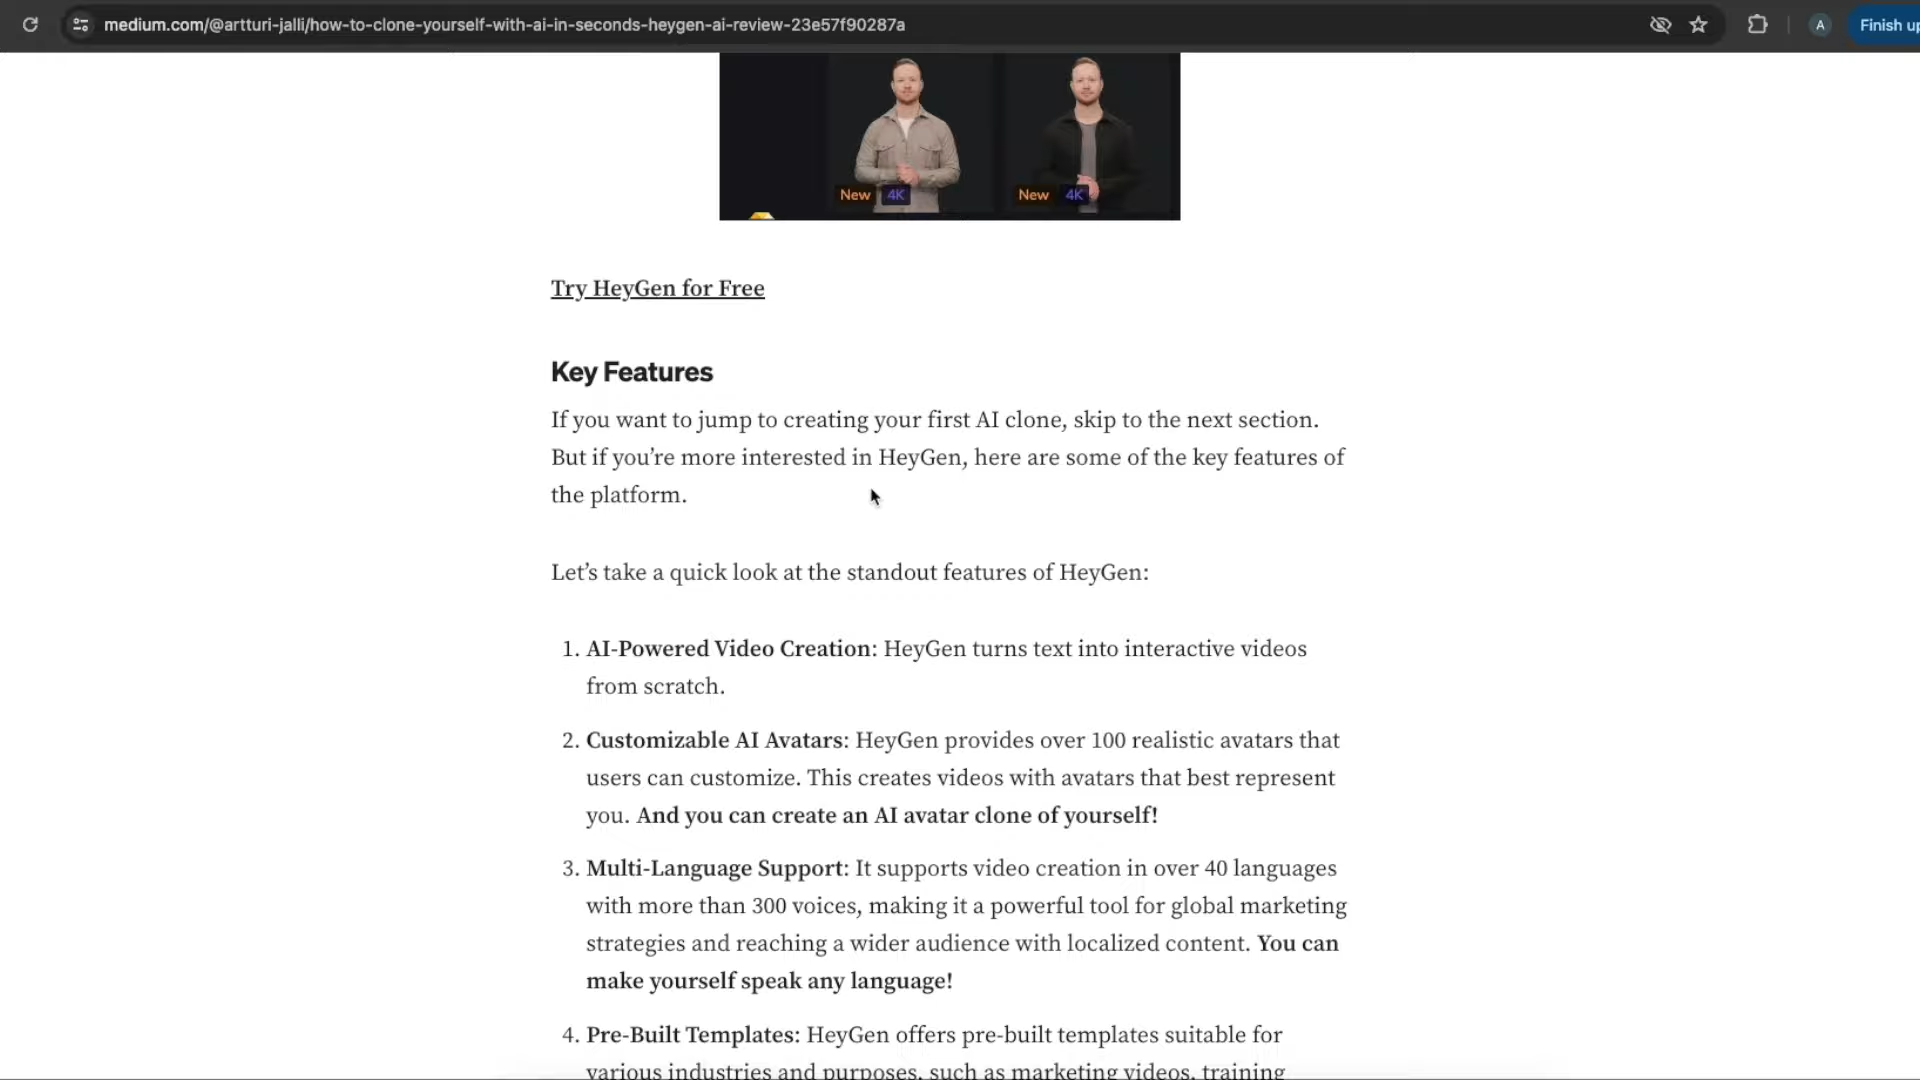 medium.com/@artturi-jalli/how-to-clone-yourself-with-ai-in-seconds-heygen-ai-review-23e57f90287a
A
Finish up
New 4K
New 4K
Try HeyGen for Free
Key Features
If you want to jump to creating your first AI clone, skip to the next section.
But if you’re more interested in HeyGen, here are some of the key features of
the platform.
Let’s take a quick look at the standout features of HeyGen:
1. AI-Powered Video Creation: HeyGen turns text into interactive videos
from scratch.
2. Customizable AI Avatars: HeyGen provides over 100 realistic avatars that
users can customize. This creates videos with avatars that best represent
you. And you can create an AI avatar clone of yourself!
3. Multi-Language Support: It supports video creation in over 40 languages
with more than 300 voices, making it a powerful tool for global marketing
strategies and reaching a wider audience with localized content. You can
make yourself speak any language!
4. Pre-Built Templates: HeyGen offers pre-built templates suitable for
various industries and purposes, such as marketing videos, training